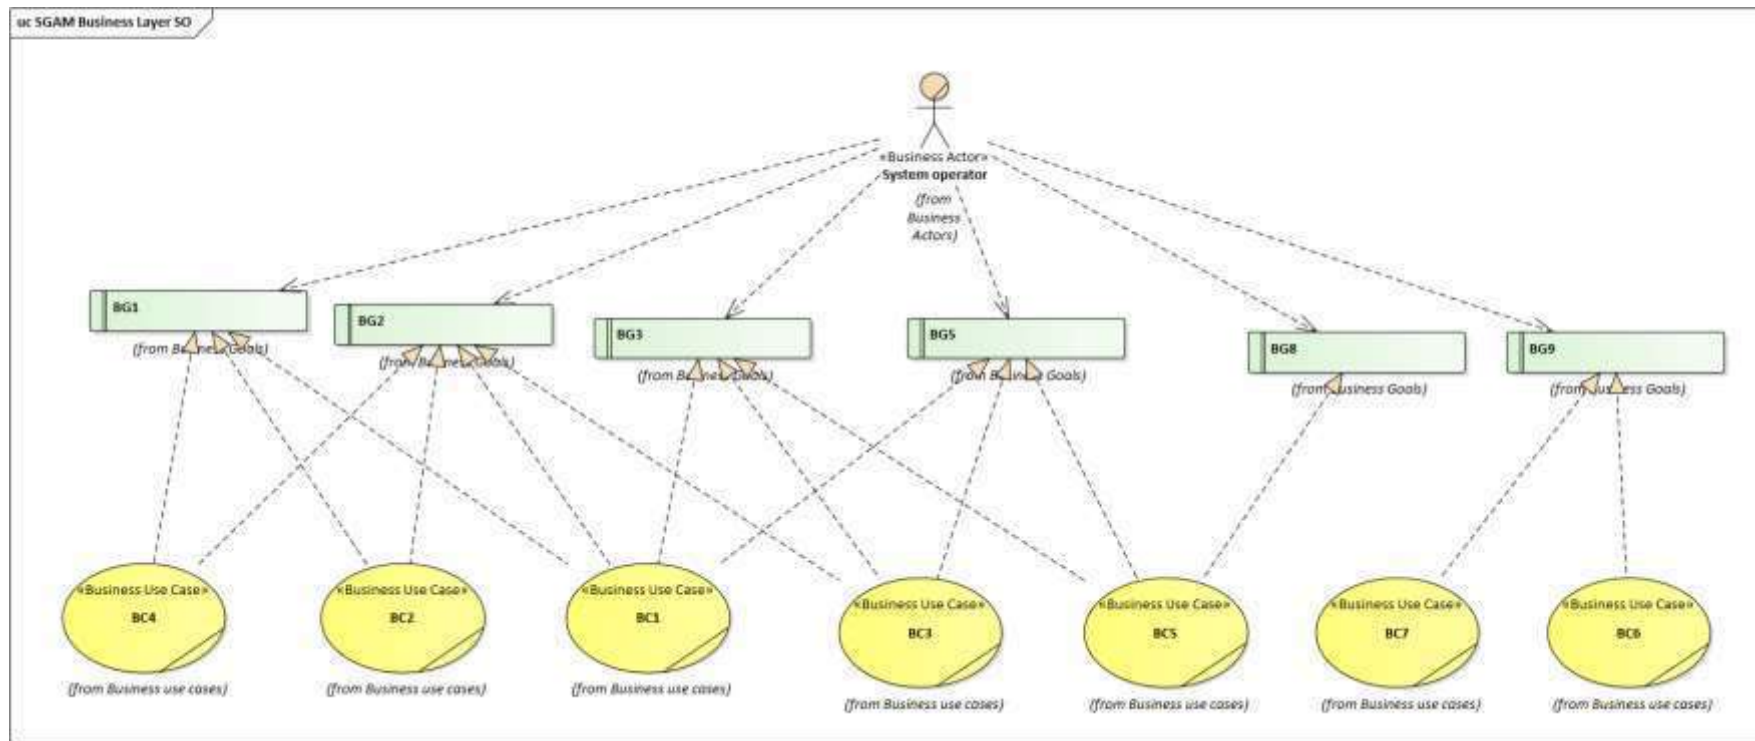 uc SGAM Business Layer SO
«Business Actor»
System operator
(from
Business
Actors)
BG1
(from Business Goals)
BG2
(from Business Goals)
BG3
(from Business Goals)
BG5
(from Business Goals)
BG8
(from Business Goals)
BG9
(from Business Goals)
«Business Use Case»
BC4
(from Business use cases)
«Business Use Case»
BC2
(from Business use cases)
«Business Use Case»
BC1
(from Business use cases)
«Business Use Case»
BC3
(from Business use cases)
«Business Use Case»
BC5
(from Business use cases)
«Business Use Case»
BC7
(from Business use cases)
«Business Use Case»
BC6
(from Business use cases)